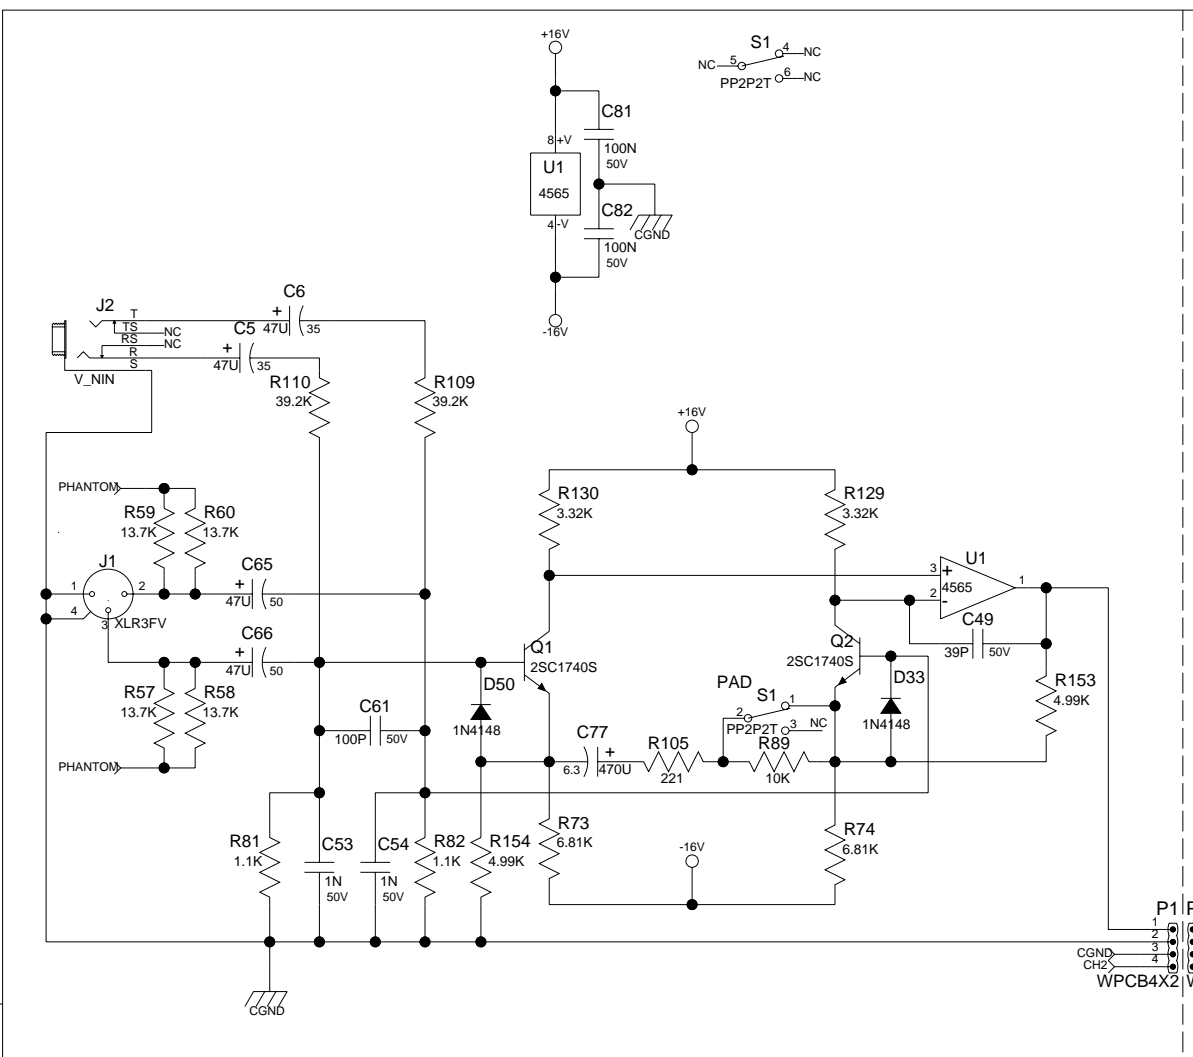 +16V
S1
4
NC
NC
5
6
NC
PP2P2T
C81
100N
50V
8
+V
U1
4565
C82
4
-V
CGND
100N
50V
-16V
C6
J2
T
+
47U
35
TS
NC
C5
RS
NC
R
+
S
47U
35
V_NIN
R110
39.2K
R109
39.2K
+16V
PHANTOM
R59
13.7K
R60
13.7K
R130
3.32K
R129
3.32K
J1
C65
U1
1
2
+
47U
50
3
+
4565
1
2
-
4
3
XLR3FV
C66
C49
39P
50V
+
47U
50
Q1
2SC1740S
Q2
2SC1740S
R57
13.7K
R58
13.7K
D50
PAD
D33
R153
4.99K
C61
S1
1
2
1N4148
100P
50V
PP2P2T
3
NC
1N4148
C77
+
R105
R89
PHANTOM
6.3
470U
221
10K
R81
1.1K
C53
C54
R82
1.1K
R154
4.99K
R73
6.81K
R74
6.81K
-16V
1N
50V
1N
50V
P1
P
1
2
CGND
3
CH2
4
WPCB4X2
W
CGND